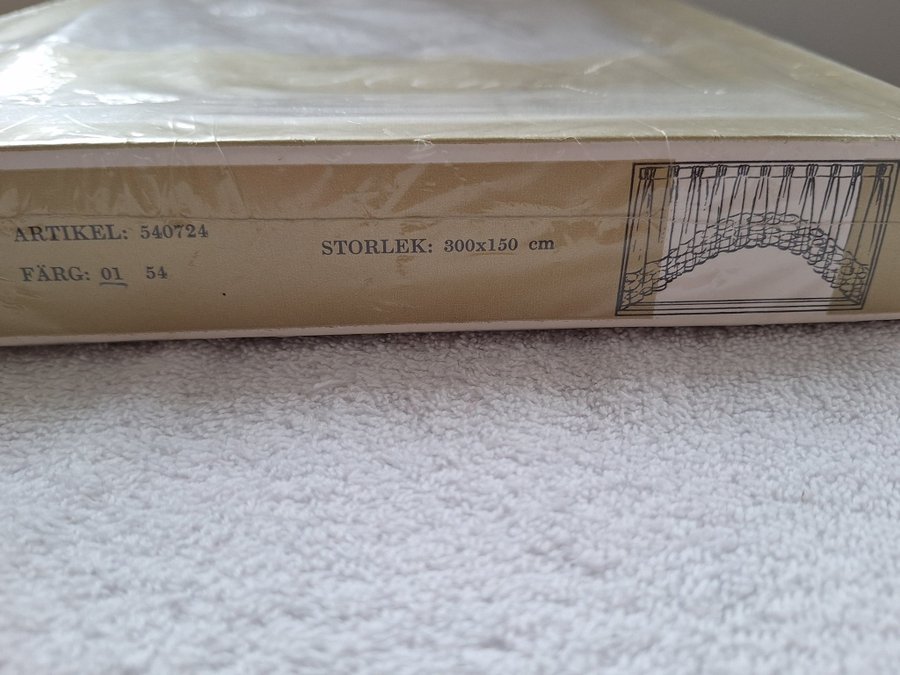 ARTIKEL: 540724
FÄRG: 01 54
STORLEK: 300x150 cm